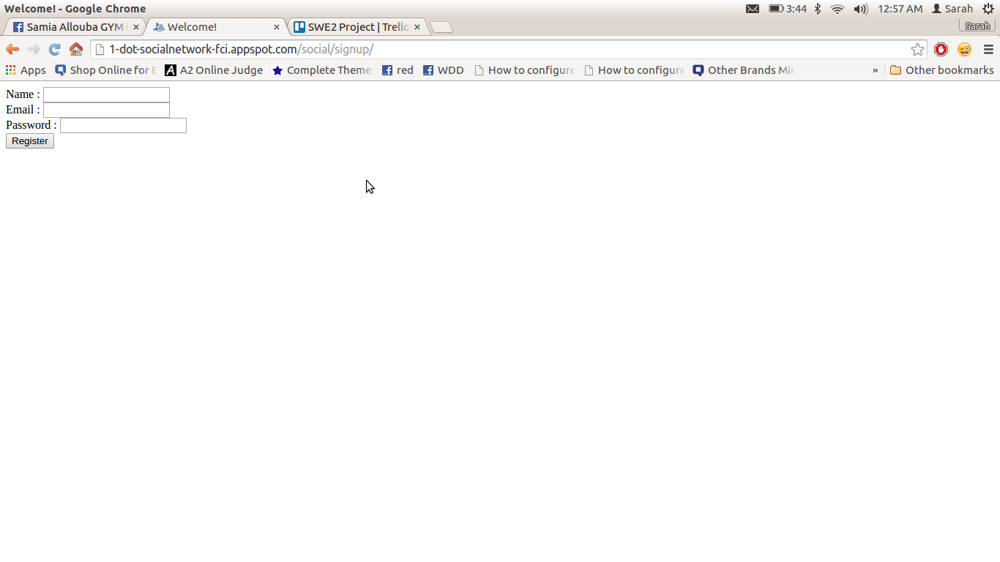 Welcome! - Google Chrome
3:44
12:57 AM
Sarah
Samia Allouba GYM
Welcome!
SWE2 Project | Trello
Sarah
1-dot-socialnetwork-fci.appspot.com/social/signup/
Apps
Shop Online for
A2 Online Judge
Complete Themes
red
WDD
How to configure
How to configure
Other Brands
»
Other bookmarks
Name :
Email :
Password :
Register